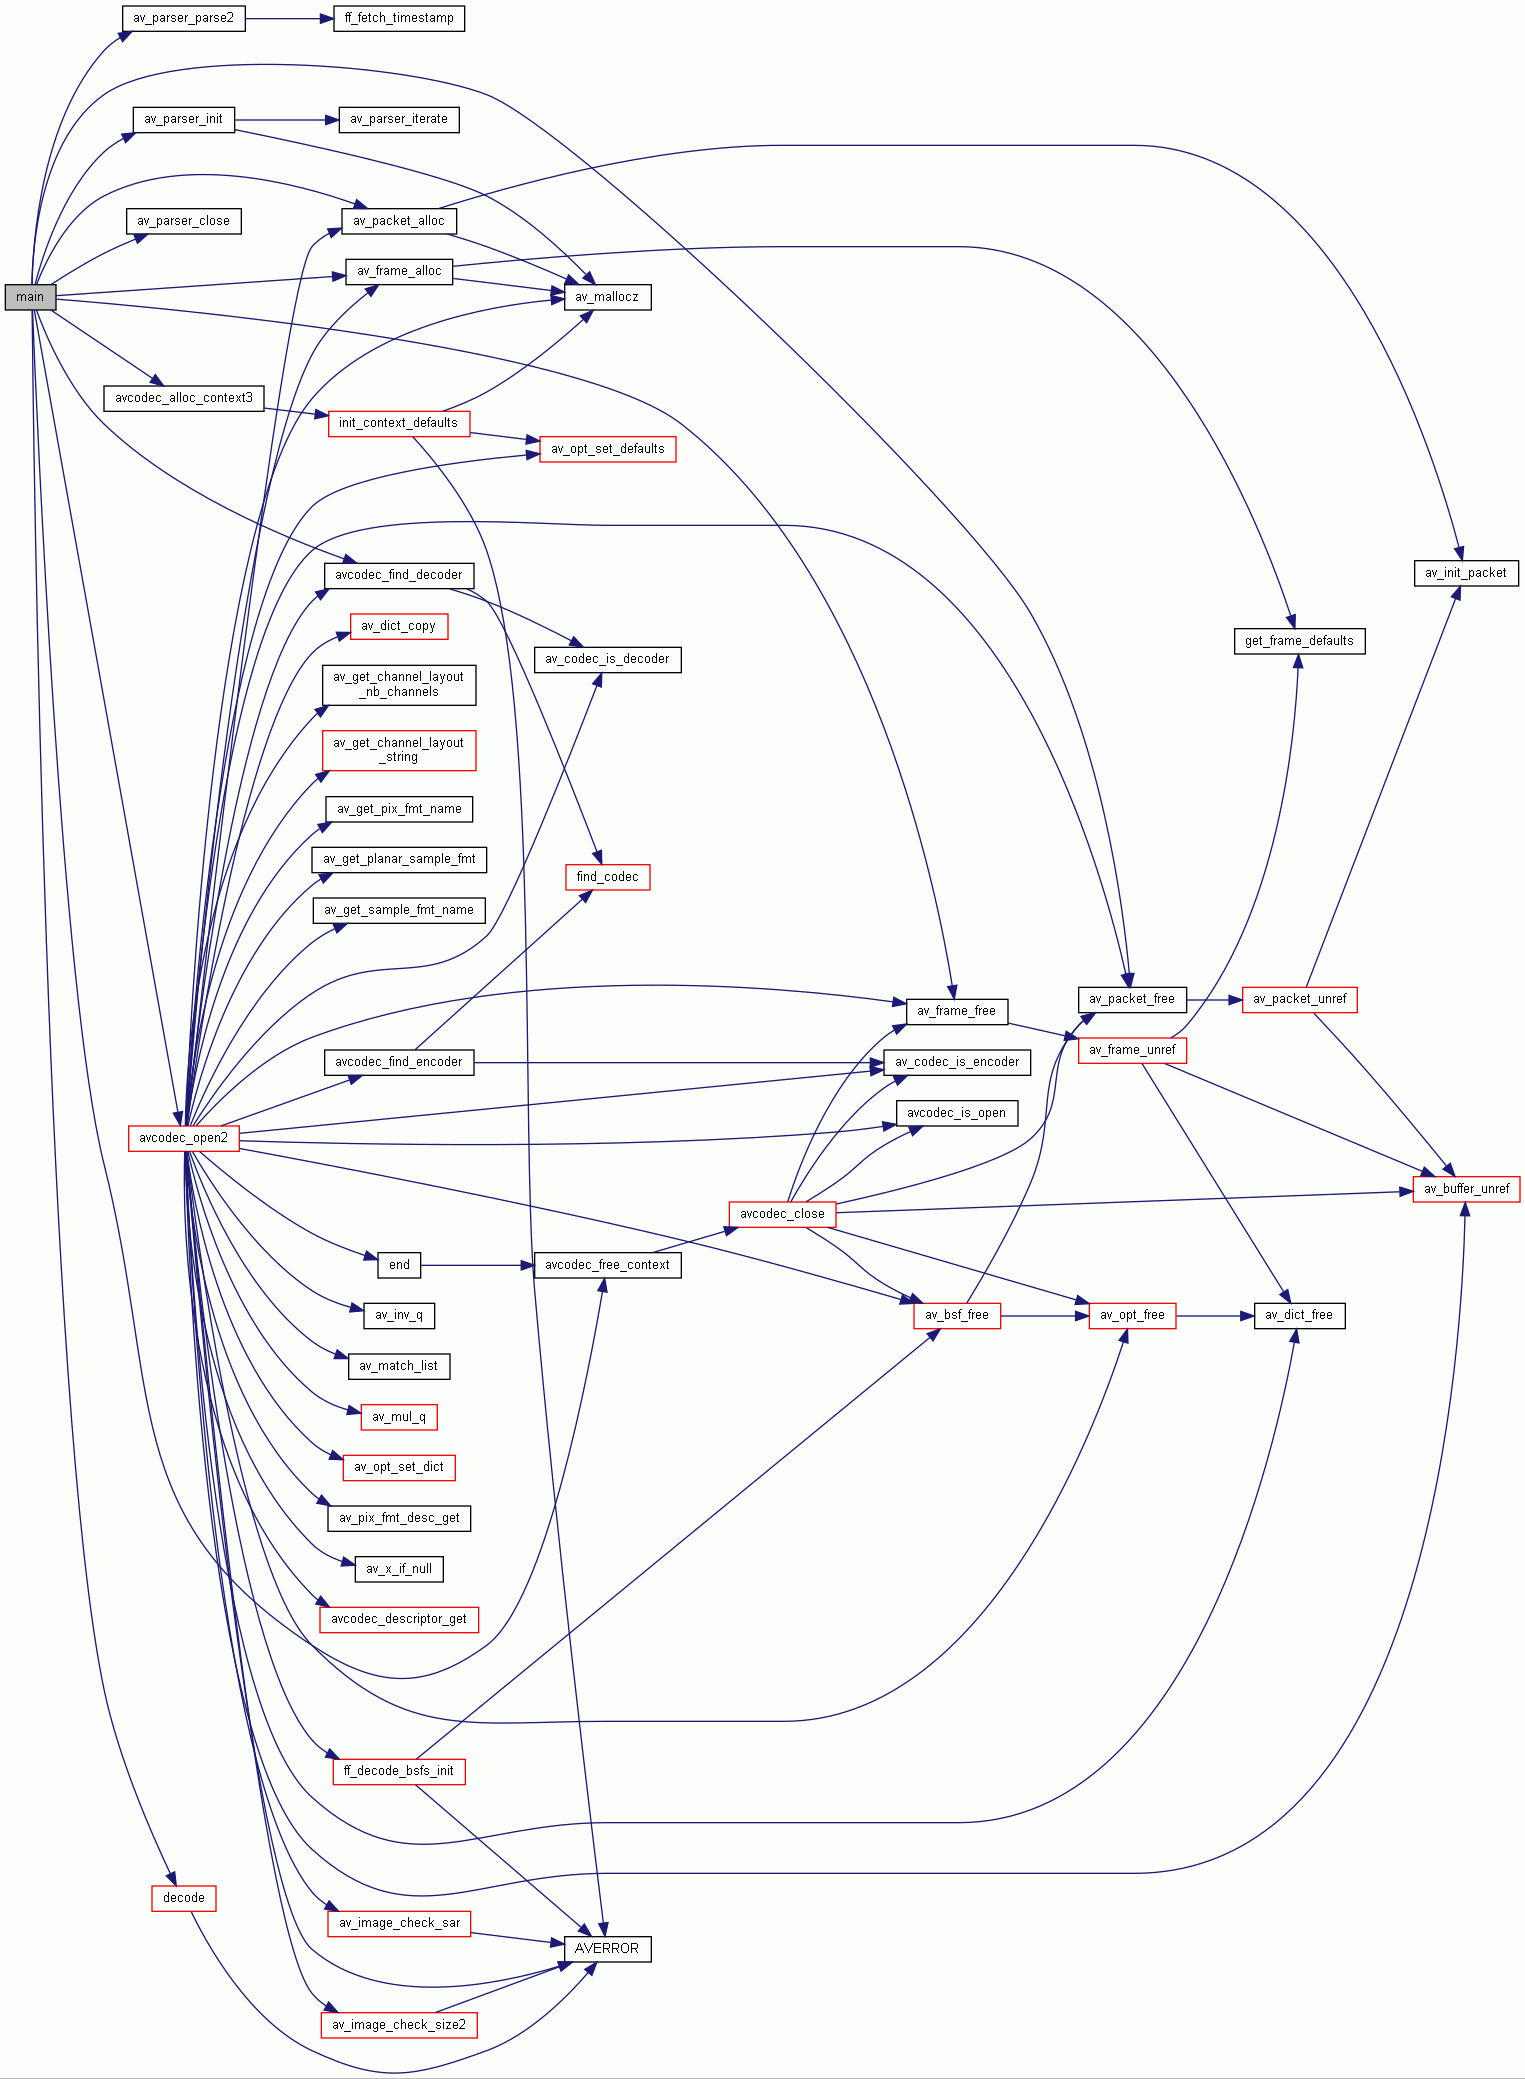 av_parser_parse2
ff_fetch_timestamp
av_parser_init
av_parser_iterate
av_parser_close
av_packet_alloc
av_frame_alloc
main
av_mallocz
avcodec_alloc_context3
init_context_defaults
av_opt_set_defaults
avcodec_find_decoder
av_init_packet
av_dict_copy
get_frame_defaults
av_codec_is_decoder
av_get_channel_layout
_nb_channels
av_get_channel_layout
_string
av_get_pix_fmt_name
av_get_planar_sample_fmt
find_codec
av_get_sample_fmt_name
av_packet_free
av_packet_unref
av_frame_free
av_frame_unref
avcodec_find_encoder
av_codec_is_encoder
avcodec_is_open
avcodec_open2
av_buffer_unref
avcodec_close
end
avcodec_free_context
av_inv_q
av_bsf_free
av_opt_free
av_dict_free
av_match_list
av_mul_q
av_opt_set_dict
av_pix_fmt_desc_get
av_x_if_null
avcodec_descriptor_get
ff_decode_bsfs_init
decode
av_image_check_sar
AVERROR
av_image_check_size2